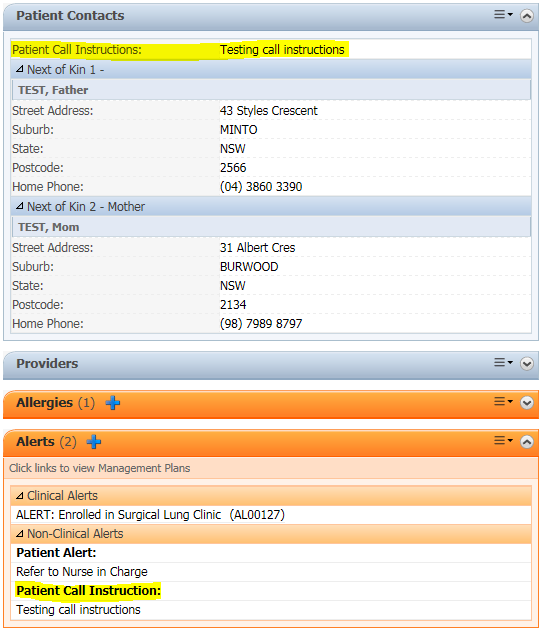 Patient Contacts
Patient Call Instructions: Testing call instructions
Next of Kin 1 -
TEST, Father
Street Address: 43 Styles Crescent
Suburb: MINTO
State: NSW
Postcode: 2566
Home Phone: (04) 3860 3390
Next of Kin 2 - Mother
TEST, Mom
Street Address: 31 Albert Cres
Suburb: BURWOOD
State: NSW
Postcode: 2134
Home Phone: (98) 7989 8797
Providers
Allergies (1)
Alerts (2)
Click links to view Management Plans
Clinical Alerts
ALERT: Enrolled in Surgical Lung Clinic (AL00127)
Non-Clinical Alerts
Patient Alert:
Refer to Nurse in Charge
Patient Call Instruction:
Testing call instructions